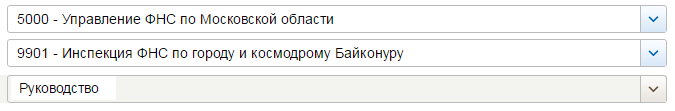 5000 - Управление ФНС по Московской области
9901 - Инспекция ФНС по городу и космодрому Байконуру
Руководство